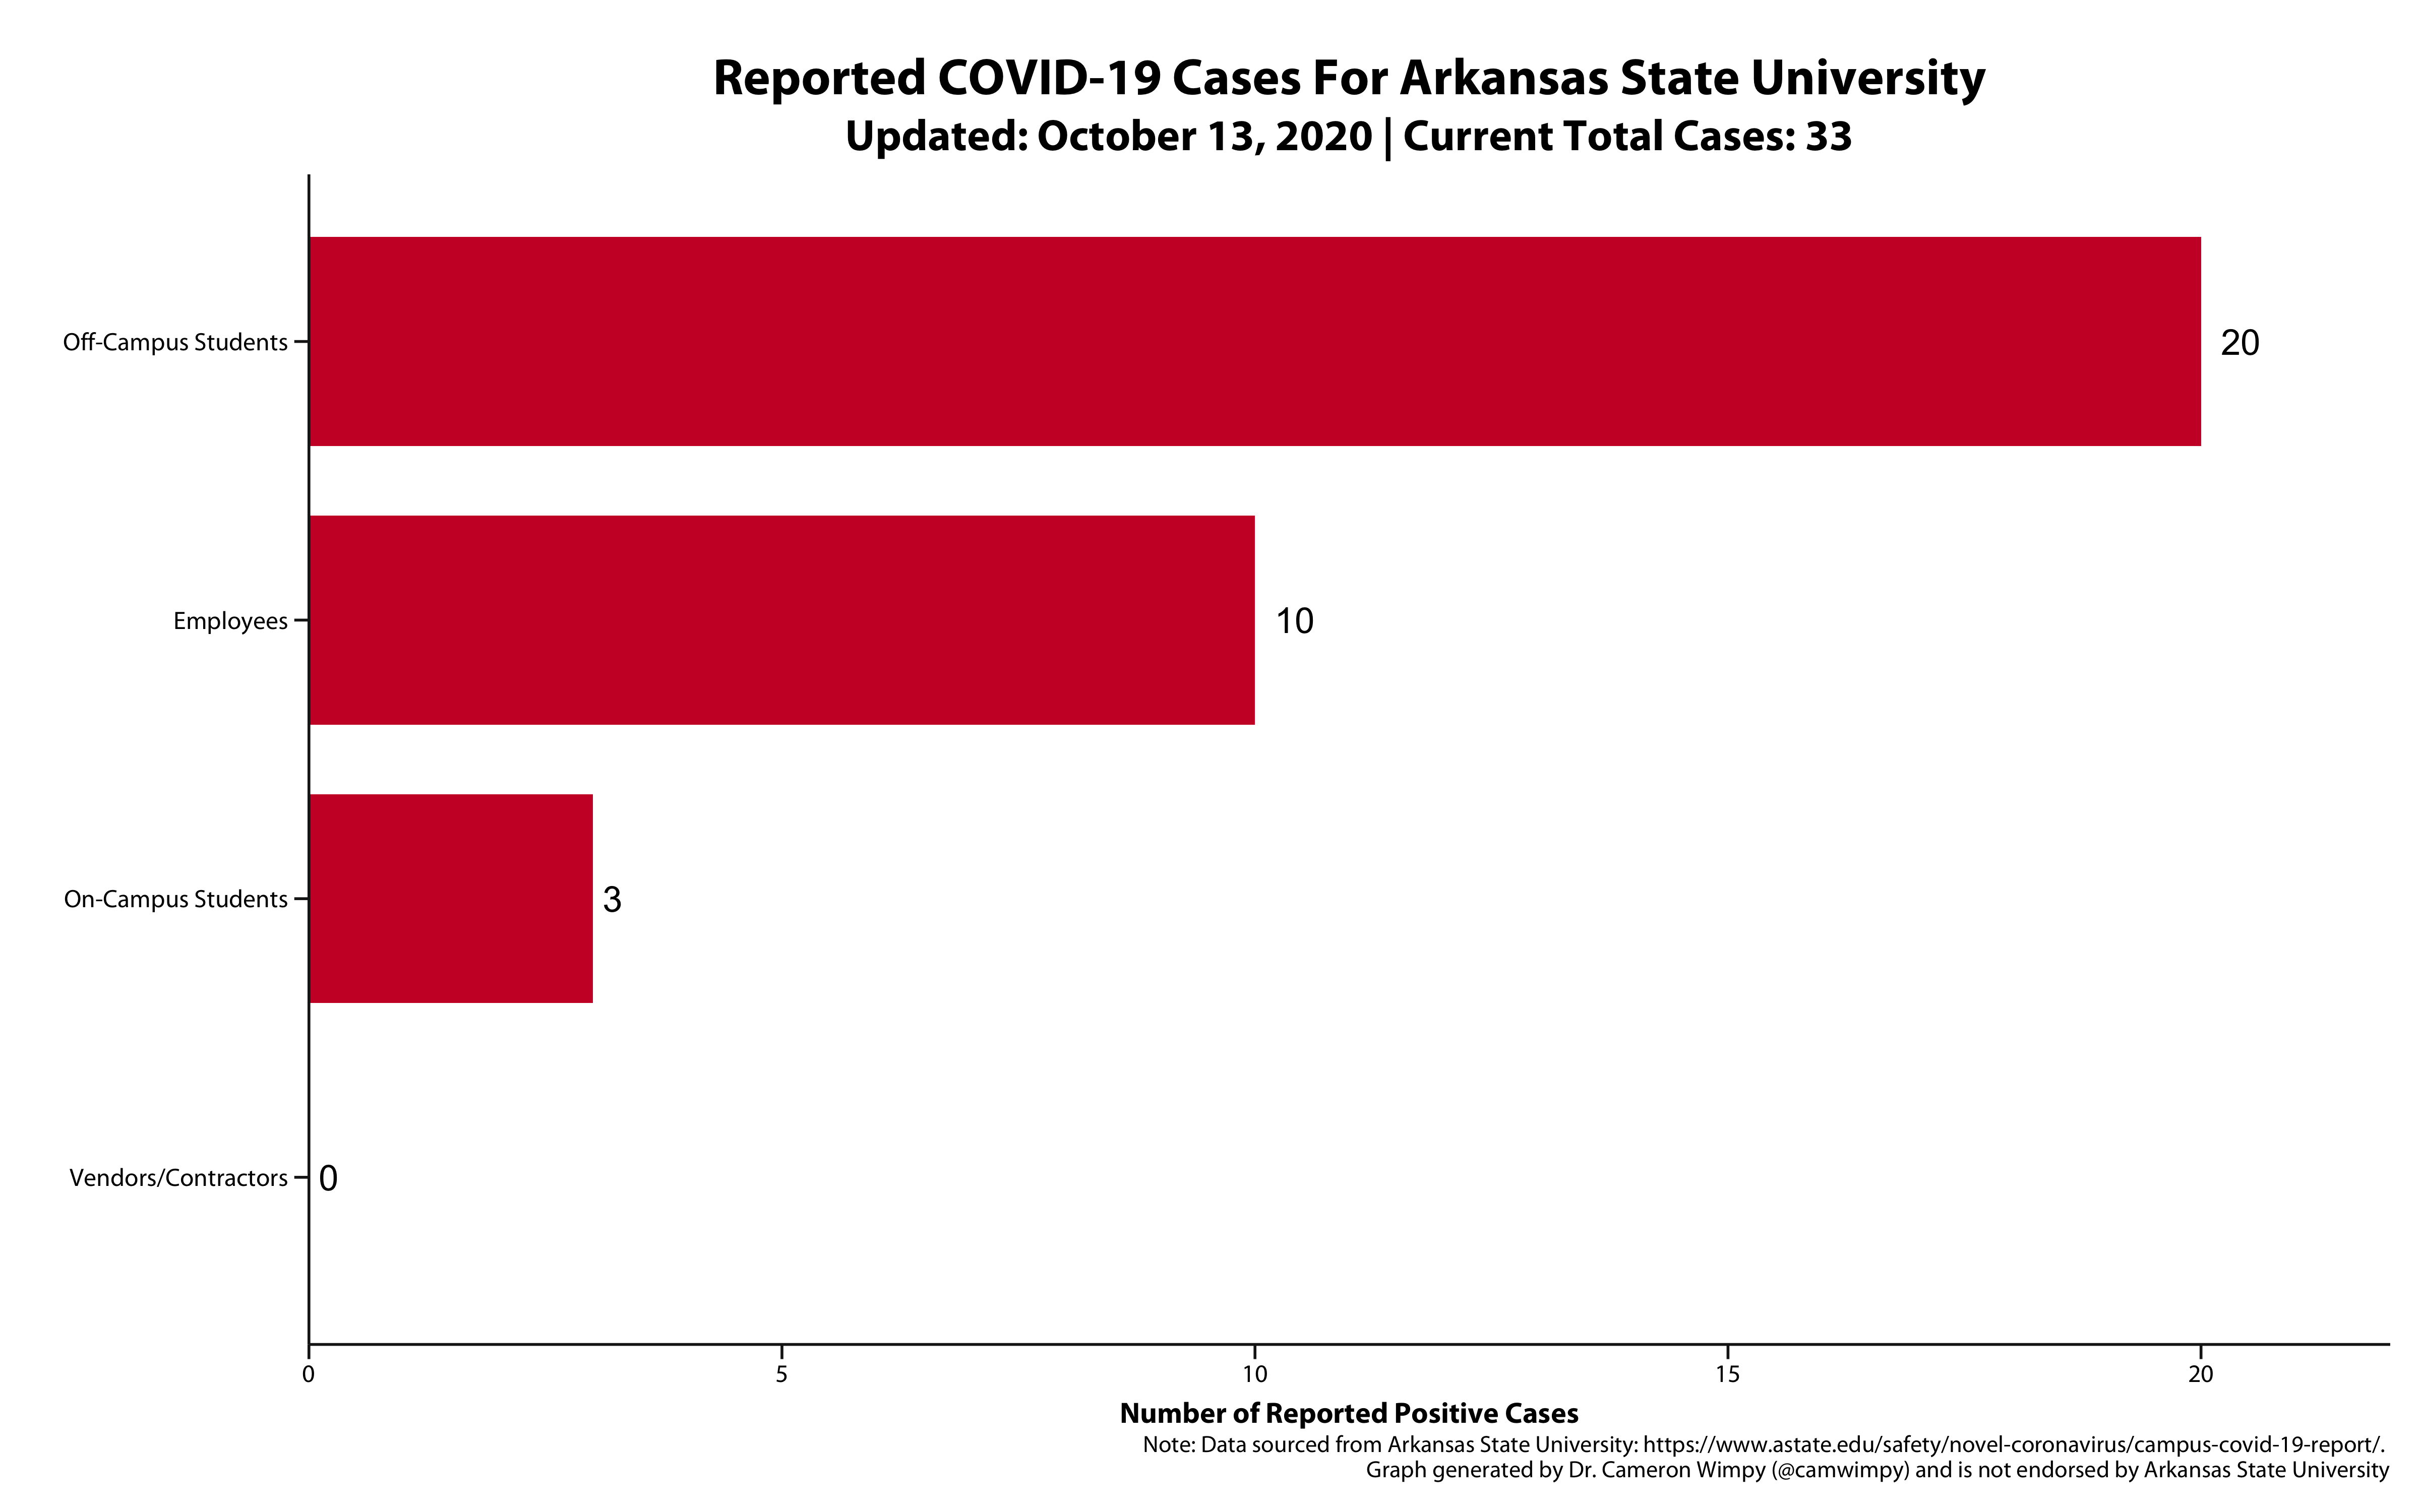 Reported COVID-19 Cases For Arkansas State University
Updated: October 13, 2020 | Current Total Cases: 33
Off-Campus Students
20
Employees
10
On-Campus Students
3
Vendors/Contractors
0
0 5 10 15 20
Number of Reported Positive Cases
Note: Data sourced from Arkansas State University: https://www.astate.edu/safety/novel-coronavirus/campus-covid-19-report/.
Graph generated by Dr. Cameron Wimpy (@camwimpy) and is not endorsed by Arkansas State University